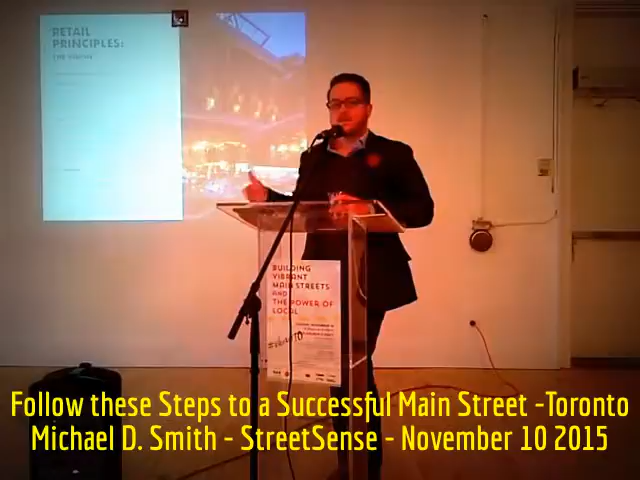 RETAIL
PRINCIPLES:
BUILDING
VIBRANT
MAIN STREETS
AND
THE POWER OF
LOCAL
Follow these Steps to a Successful Main Street -Toronto
Michael D. Smith - StreetSense - November 10 2015